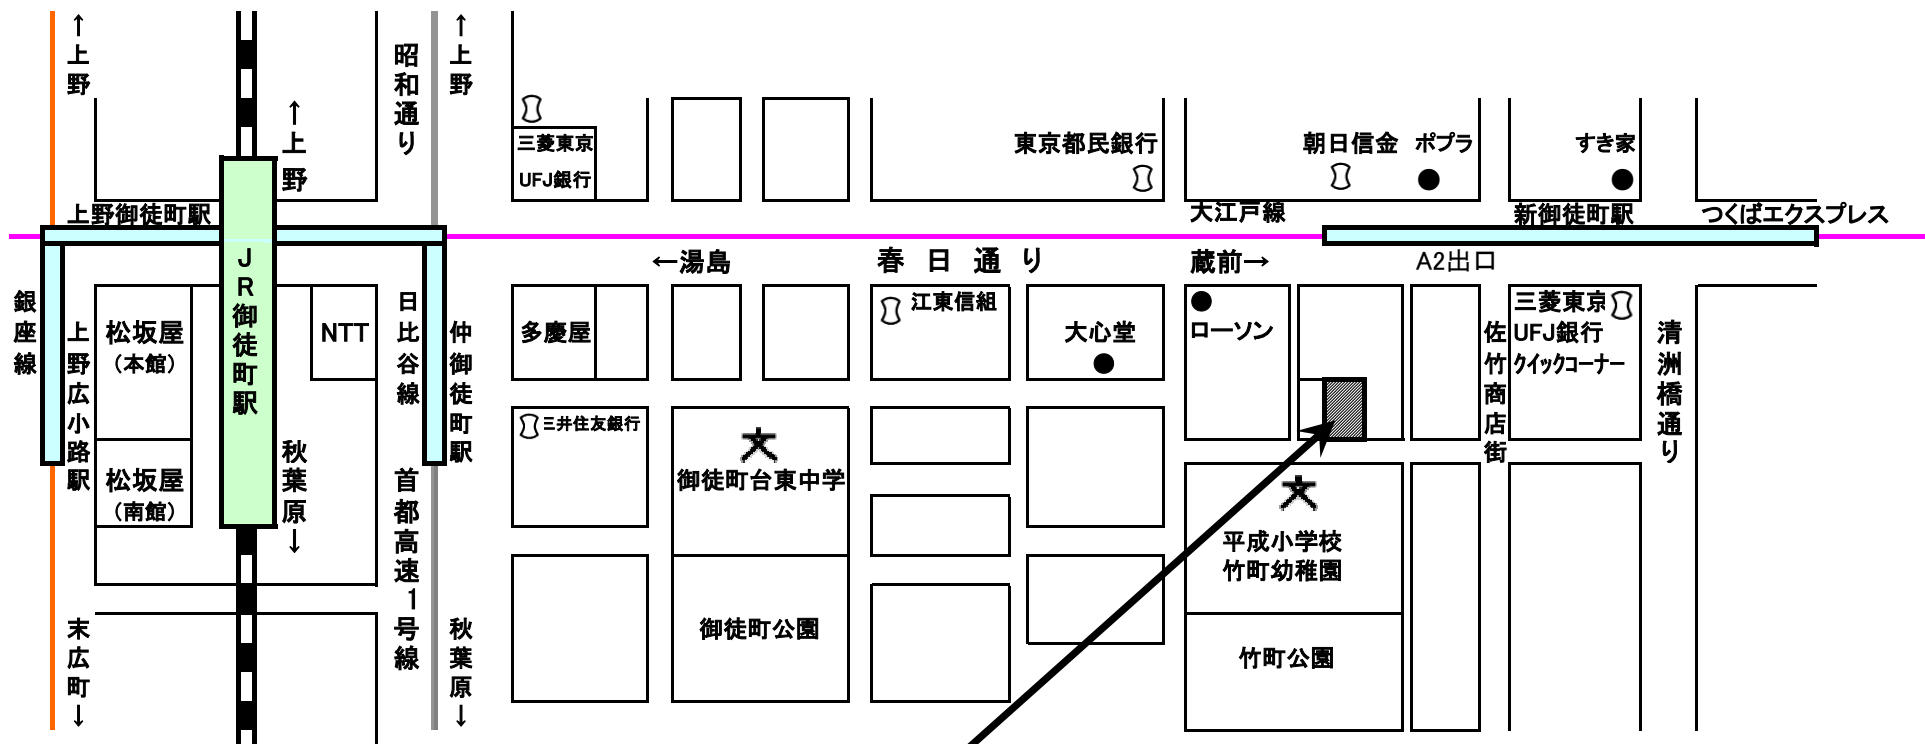 ↑上野
昭和通り
↑上野
↑上野
三菱東京
UFJ銀行
東京都民銀行
朝日信金
ポプラ
すき家
上野御徒町駅
大江戸線
新御徒町駅
つくばエクスプレス
←湯島
春日通り
蔵前→
A2出口
銀座線
上野広小路駅
松坂屋
（本館）
JR御徒町駅
NTT
日比谷線
仲御徒町駅
多慶屋
江東信組
大心堂
ローソン
佐竹商店街
三菱東京
UFJ銀行
クイックコーナー
清洲橋通り
松坂屋
（南館）
秋葉原↓
首都高速1号線
三井住友銀行
御徒町台東中学
平成小学校
竹町幼稚園
末広町↓
秋葉原↓
御徒町公園
竹町公園